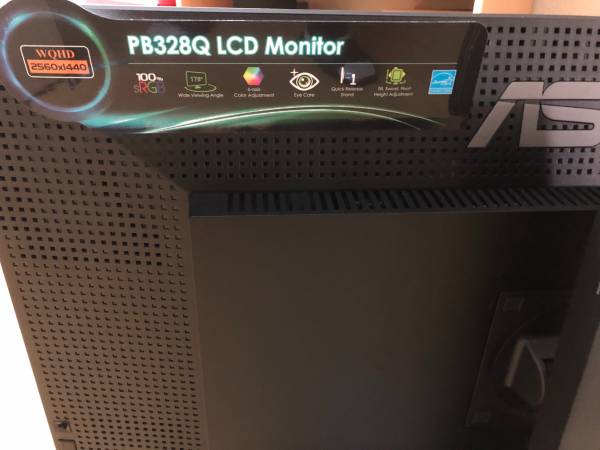 WQHD
2560x1440
PB328Q LCD Monitor
100%
sRGB
178°
Wide Viewing Angle
6-axis
Color Adjustment
Eye Care
1
Quick Release
Stand
Tilt, Swivel, Pivot
Height Adjustment
AS